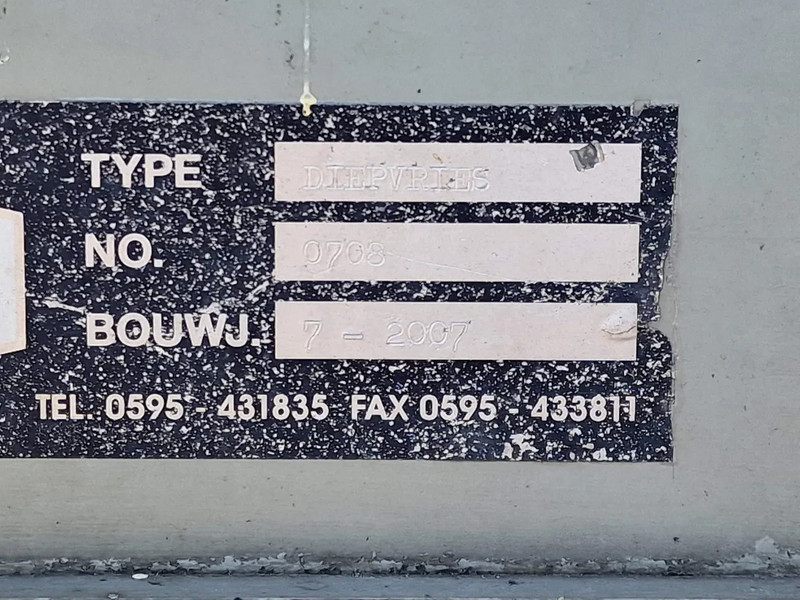 TYPE DIEPVRIES
NO. 0708
BOUWJ. 7 - 2007
TEL. 0595 - 431835 FAX 0595 - 433811